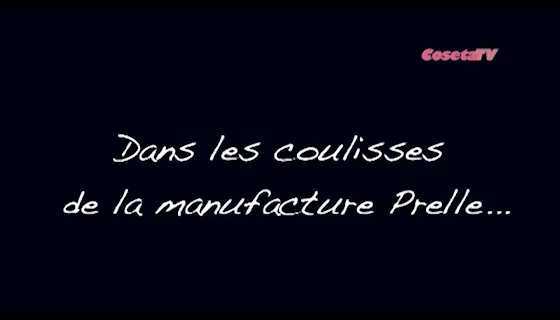 CosetaTV
Dans les coulisses
de la manufacture Prelle...